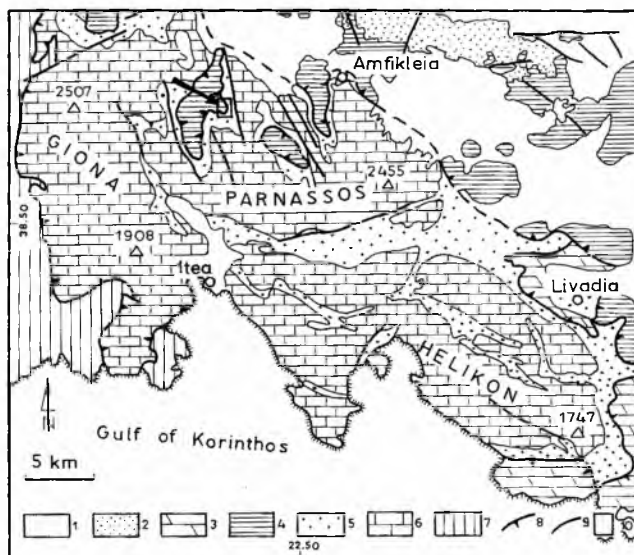 Amfikleia
2507
GIONA
PARNASSOS
2455
38.50
1908
Itea
Livadia
HELIKON
1747
N
Gulf of Korinthos
5 km
1 2 3 4 5 6 7 8 9 10
22.50